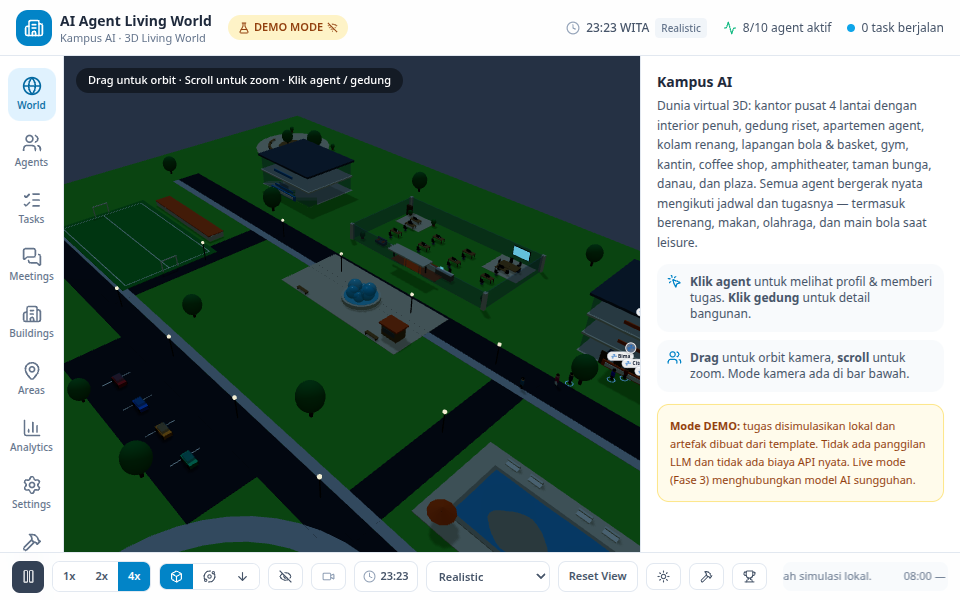 AI Agent Living World
Kampus AI · 3D Living World
DEMO MODE
23:23 WITA
Realistic
8/10 agent aktif
0 task berjalan
World
Agents
Tasks
Meetings
Buildings
Areas
Analytics
Settings
Drag untuk orbit · Scroll untuk zoom · Klik agent / gedung
Bima
Kampus AI
Dunia virtual 3D: kantor pusat 4 lantai dengan
interior penuh, gedung riset, apartemen agent,
kolam renang, lapangan bola & basket, gym,
kantin, coffee shop, amphitheater, taman bunga,
danau, dan plaza. Semua agent bergerak nyata
mengikuti jadwal dan tugasnya — termasuk
berenang, makan, olahraga, dan main bola saat
leisure.
Klik agent untuk melihat profil & memberi
tugas. Klik gedung untuk detail
bangunan.
Drag untuk orbit kamera, scroll untuk
zoom. Mode kamera ada di bar bawah.
Mode DEMO: tugas disimulasikan lokal dan
artefak dibuat dari template. Tidak ada panggilan
LLM dan tidak ada biaya API nyata. Live mode
(Fase 3) menghubungkan model AI sungguhan.
1x
2x
4x
23:23
Realistic
Reset View
ah simulasi lokal.
08:00 —